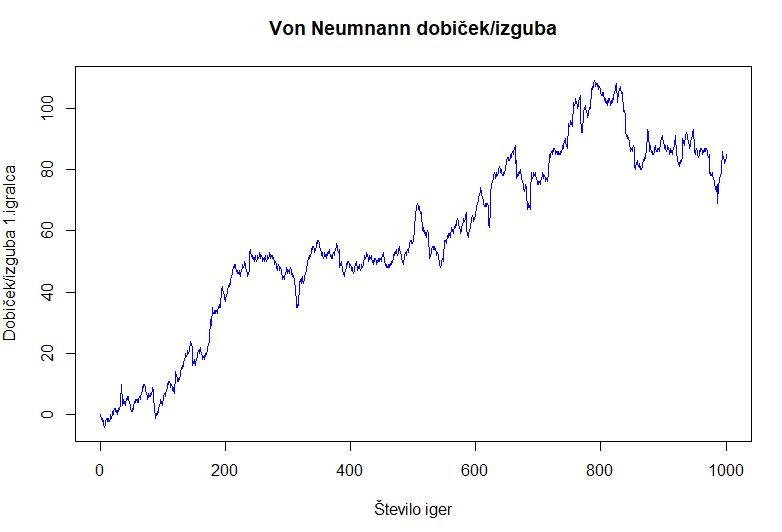 Von Neumnann dobiček/izguba
Dobiček/izguba 1.igralca
100
80
60
40
20
0
0 200 400 600 800 1000
Število iger